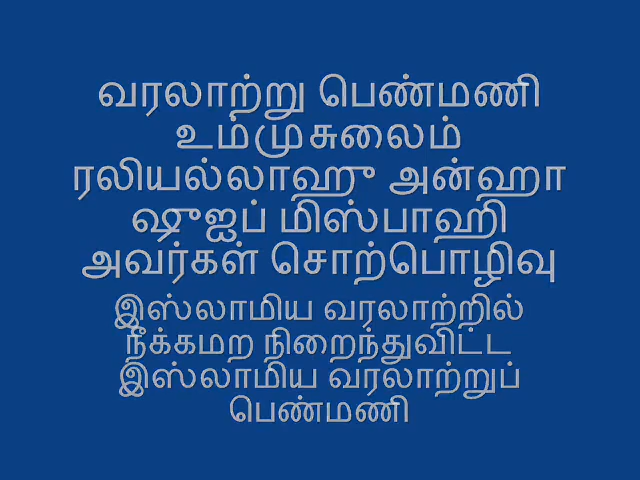 வரலாற்று பெண்மணி
உம்முசுலைம்
ரலியல்லாஹு அன்ஹா
ஷுஐப் மிஸ்பாஹி
அவர்கள் சொற்பொழிவு
இஸ்லாமிய வரலாற்றில்
நீக்கமற நிறைந்துவிட்ட
இஸ்லாமிய வரலாற்றுப்
பெண்மணி